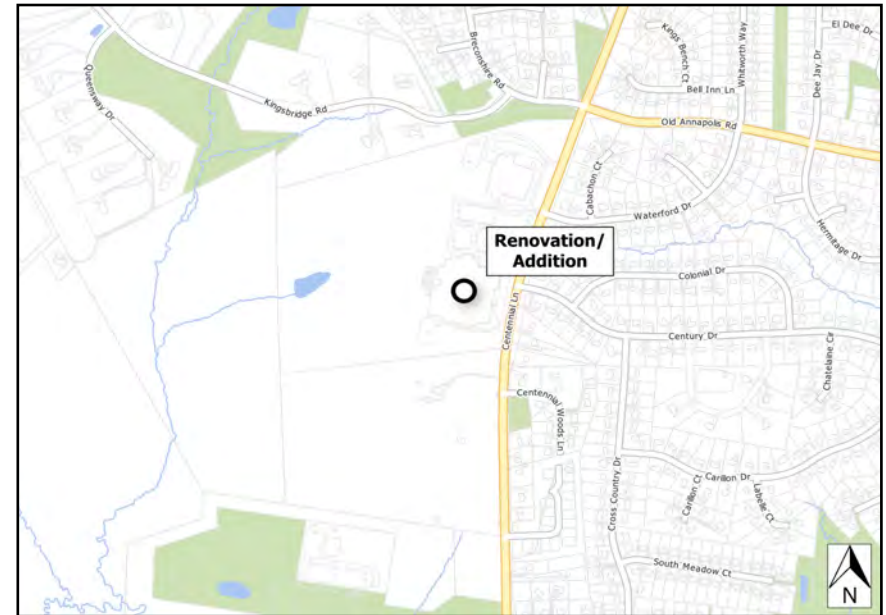 El Dee Dr
Kings Bench Ct
Whitworth Way
Breconshire Rd
Dee Jay Dr
Queensway Dr
Bell Inn Ln
Kingsbridge Rd
Old Annapolis Rd
Cabachon Ct
Waterford Dr
Hermitage Dr
Renovation/
Addition
Colonial Dr
Centennial Ln
Century Dr
Chatelaine Cir
Centennial Woods Ln
Cross Country Dr
Carillon Dr
Carillon Ct
Labelle Ct
South Meadow Ct
N